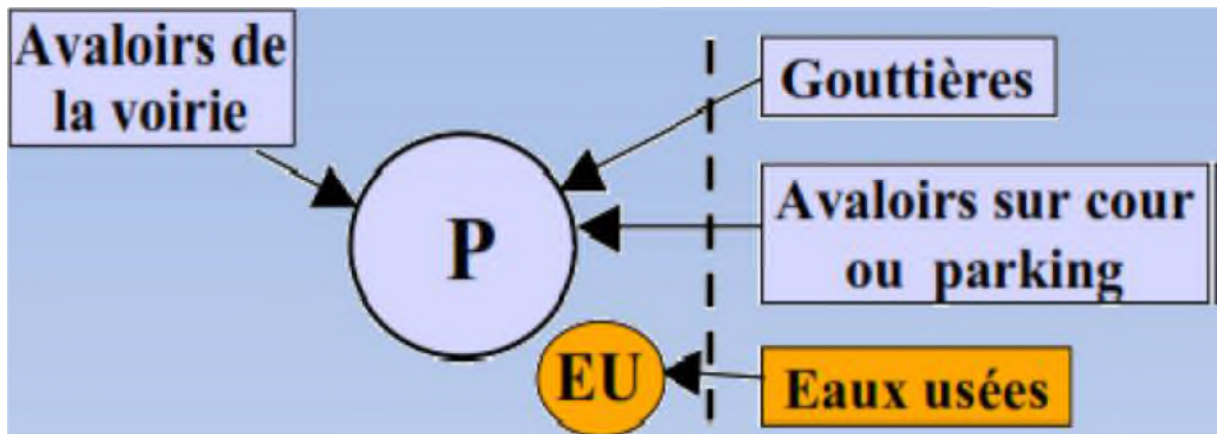 Avaloirs de
la voirie
P
Gouttières
Avaloirs sur cour
ou parking
EU
Eaux usées